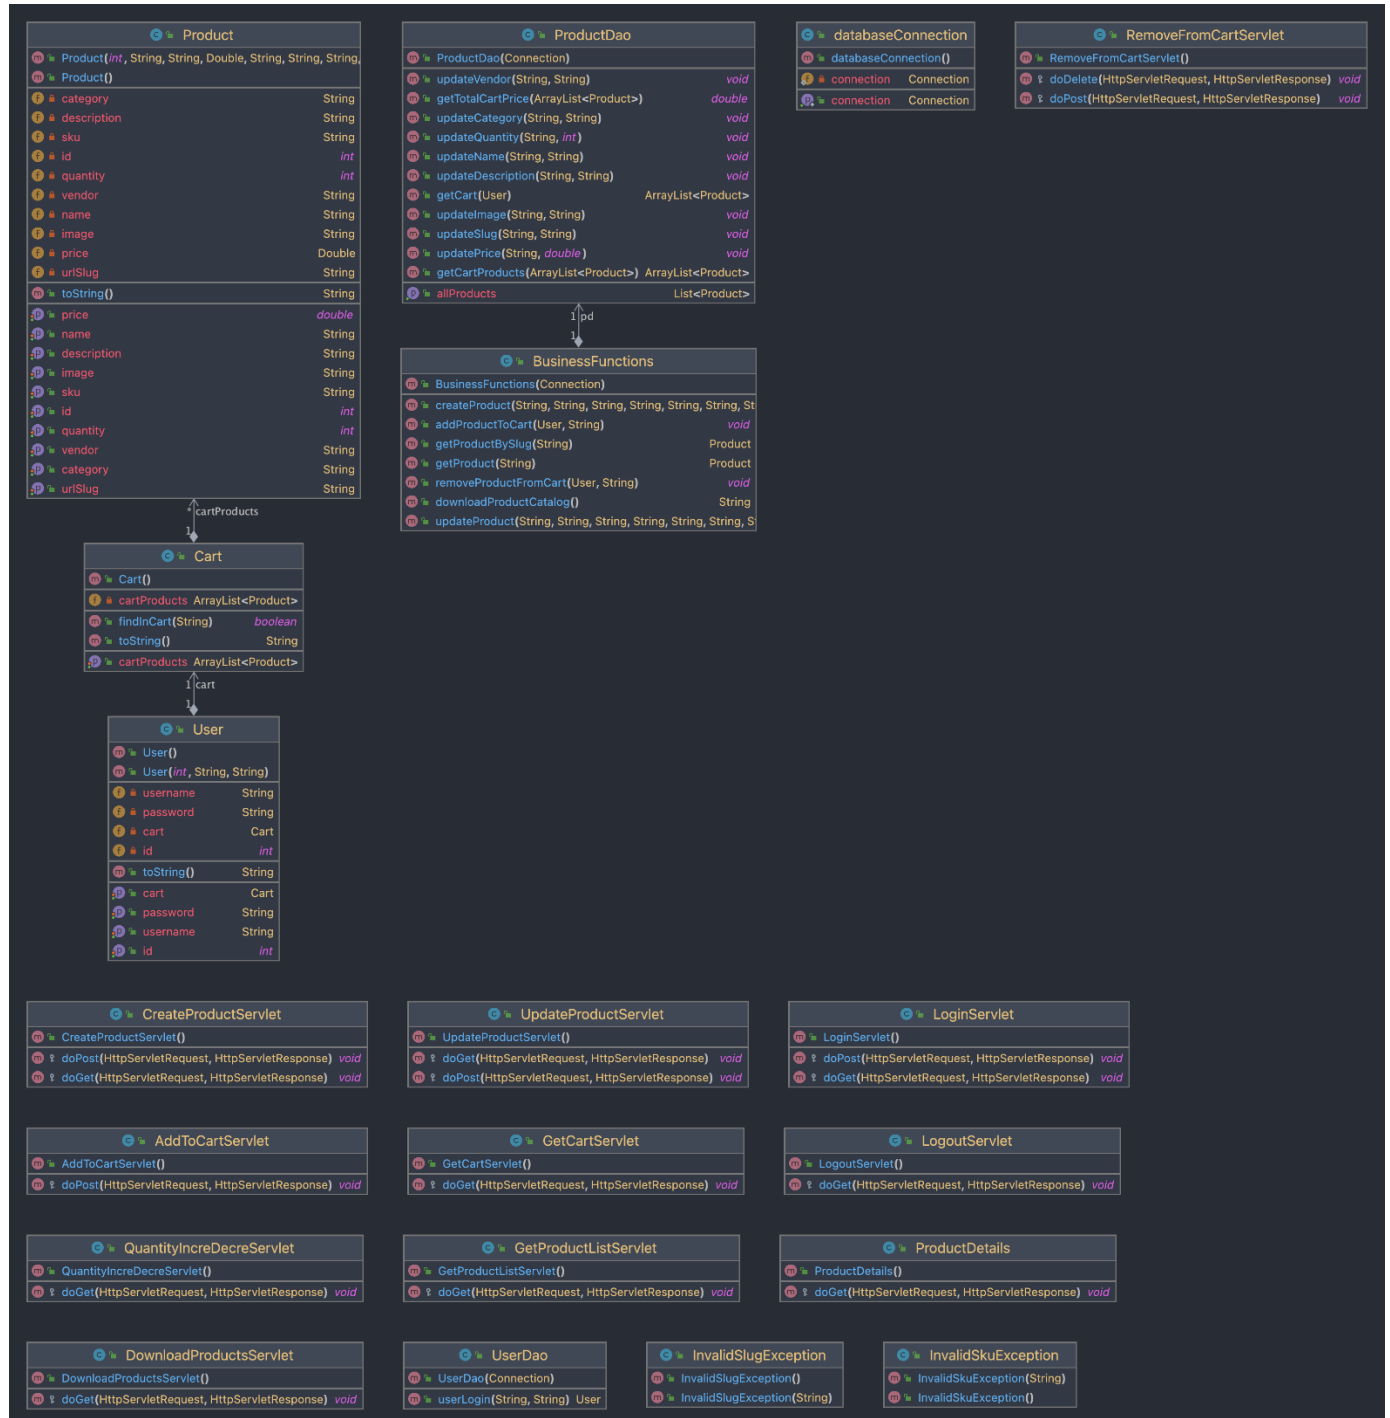 Product
Product(int, String, String, Double, String, String, String,
Product()
category String
description String
sku String
id int
quantity int
vendor String
name String
image String
price Double
urlSlug String
toString() String
price double
name String
description String
image String
sku String
id int
quantity int
vendor String
category String
urlSlug String
* cartProducts
1
Cart
Cart()
cartProducts ArrayList<Product>
findInCart(String) boolean
toString() String
cartProducts ArrayList<Product>
1 cart
1
User
User()
User(int, String, String)
username String
password String
cart Cart
id int
toString() String
cart Cart
password String
username String
id int
ProductDao
ProductDao(Connection)
updateVendor(String, String) void
getTotalCartPrice(ArrayList<Product>) double
updateCategory(String, String) void
updateQuantity(String, int) void
updateName(String, String) void
updateDescription(String, String) void
getCart(User) ArrayList<Product>
updateImage(String, String) void
updateSlug(String, String) void
updatePrice(String, double) void
getCartProducts(ArrayList<Product>) ArrayList<Product>
allProducts List<Product>
1 pd
1
BusinessFunctions
BusinessFunctions(Connection)
createProduct(String, String, String, String, String, String, St
addProductToCart(User, String) void
getProductBySlug(String) Product
getProduct(String) Product
removeProductFromCart(User, String) void
downloadProductCatalog() String
updateProduct(String, String, String, String, String, String, S
databaseConnection
databaseConnection()
connection Connection
connection Connection
RemoveFromCartServlet
RemoveFromCartServlet()
doDelete(HttpServletRequest, HttpServletResponse) void
doPost(HttpServletRequest, HttpServletResponse) void
CreateProductServlet
CreateProductServlet()
doPost(HttpServletRequest, HttpServletResponse) void
doGet(HttpServletRequest, HttpServletResponse) void
UpdateProductServlet
UpdateProductServlet()
doGet(HttpServletRequest, HttpServletResponse) void
doPost(HttpServletRequest, HttpServletResponse) void
LoginServlet
LoginServlet()
doPost(HttpServletRequest, HttpServletResponse) void
doGet(HttpServletRequest, HttpServletResponse) void
AddToCartServlet
AddToCartServlet()
doPost(HttpServletRequest, HttpServletResponse) void
GetCartServlet
GetCartServlet()
doGet(HttpServletRequest, HttpServletResponse) void
LogoutServlet
LogoutServlet()
doGet(HttpServletRequest, HttpServletResponse) void
QuantityIncreDecreServlet
QuantityIncreDecreServlet()
doGet(HttpServletRequest, HttpServletResponse) void
GetProductListServlet
GetProductListServlet()
doGet(HttpServletRequest, HttpServletResponse) void
ProductDetails
ProductDetails()
doGet(HttpServletRequest, HttpServletResponse) void
DownloadProductsServlet
DownloadProductsServlet()
doGet(HttpServletRequest, HttpServletResponse) void
UserDao
UserDao(Connection)
userLogin(String, String) User
InvalidSlugException
InvalidSlugException()
InvalidSlugException(String)
InvalidSkuException
InvalidSkuException(String)
InvalidSkuException()